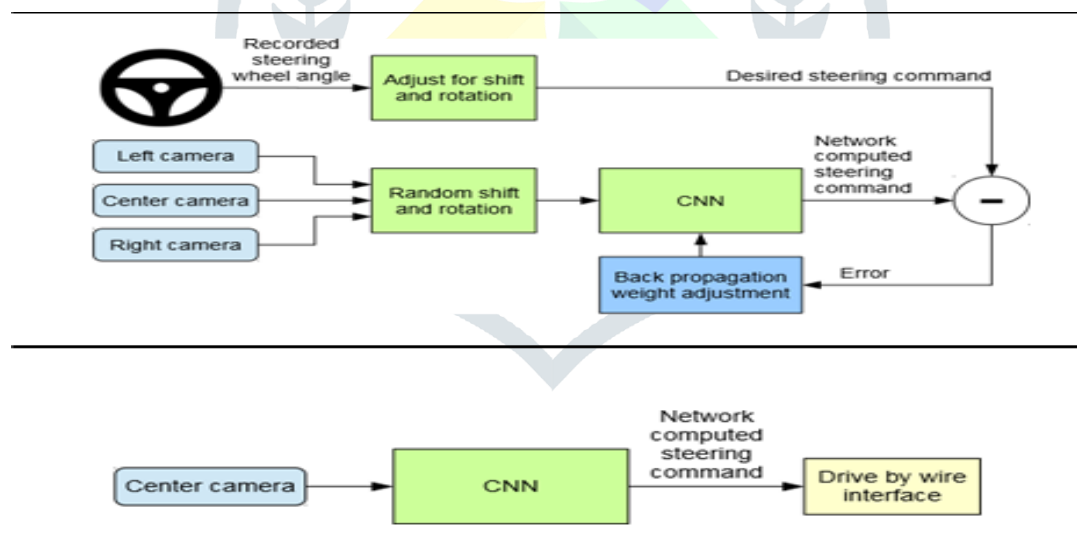 Recorded
steering
wheel angle
Adjust for shift
and rotation
Desired steering command
Left camera
Center camera
Right camera
Random shift
and rotation
CNN
Network
computed
steering
command
-
Back propagation
weight adjustment
Error
Center camera
CNN
Network
computed
steering
command
Drive by wire
interface